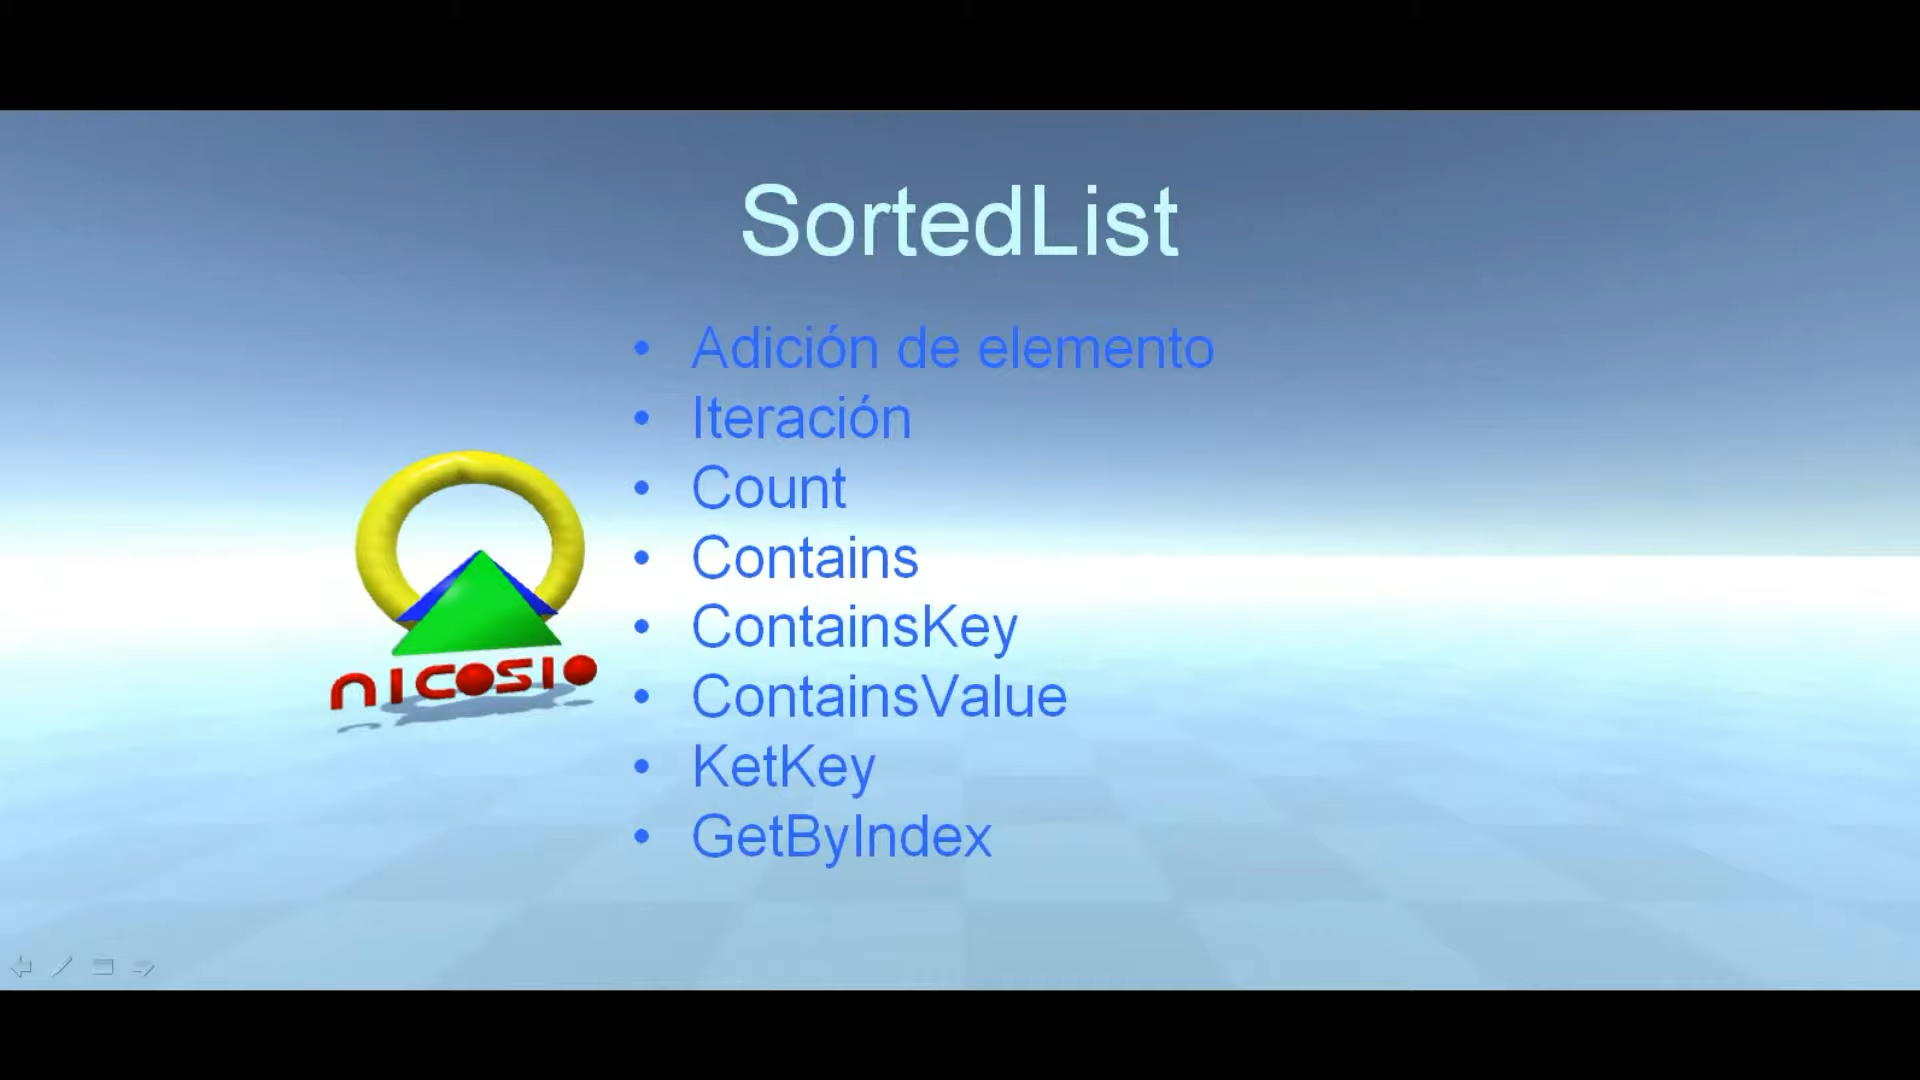 SortedList
• Adición de elemento
• Iteración
• Count
• Contains
• ContainsKey
• ContainsValue
• KetKey
• GetByIndex
nicosio